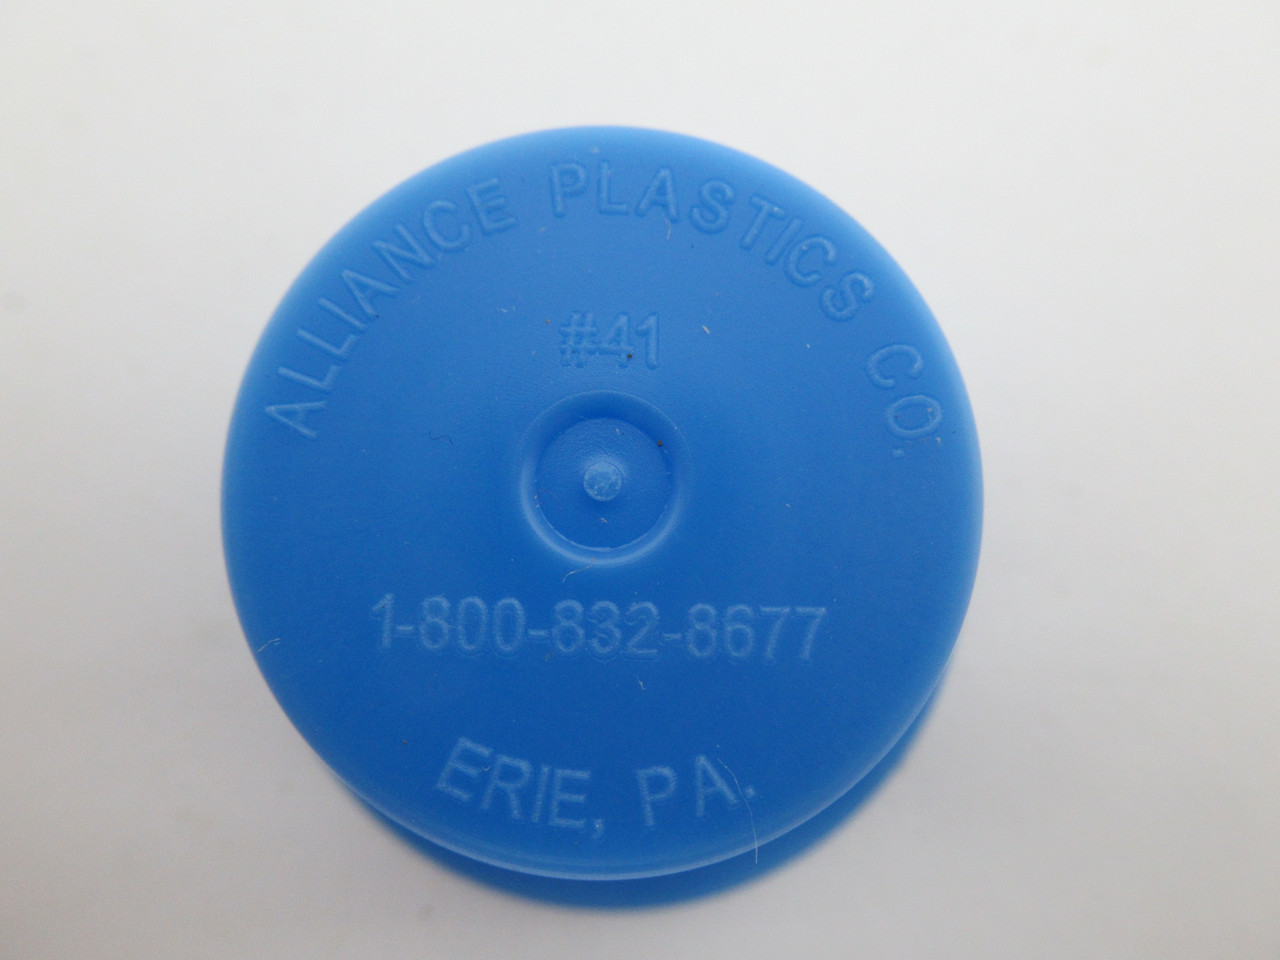 ALLIANCE PLASTICS CO.
#41
1-800-832-8677
ERIE, PA.